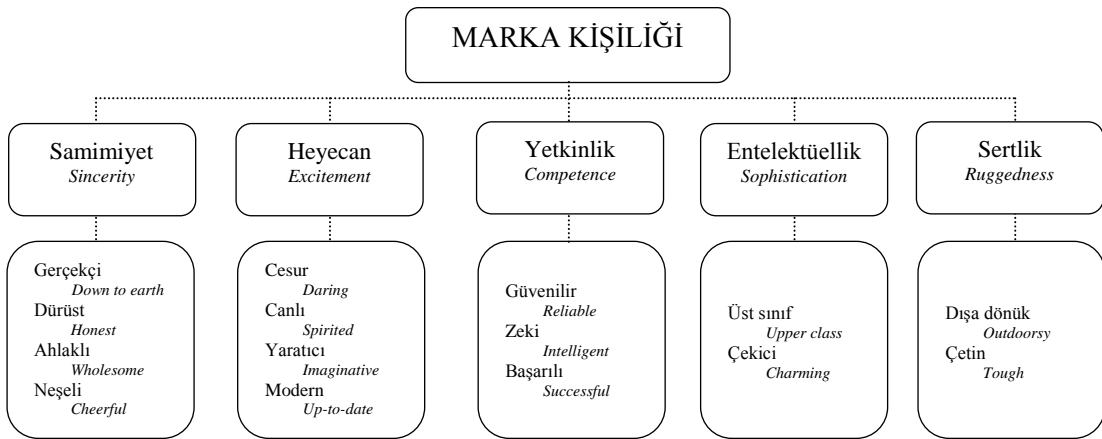 MARKA KİŞİLİĞİ
Samimiyet
Sincerity
Heyecan
Excitement
Yetkinlik
Competence
Entelektüellik
Sophistication
Sertlik
Ruggedness
Gerçekçi
Down to earth
Dürüst
Honest
Ahlaklı
Wholesome
Neşeli
Cheerful
Cesur
Daring
Canlı
Spirited
Yaratıcı
Imaginative
Modern
Up-to-date
Güvenilir
Reliable
Zeki
Intelligent
Başarılı
Successful
Üst sınıf
Upper class
Çekici
Charming
Dışa dönük
Outdoorsy
Çetin
Tough